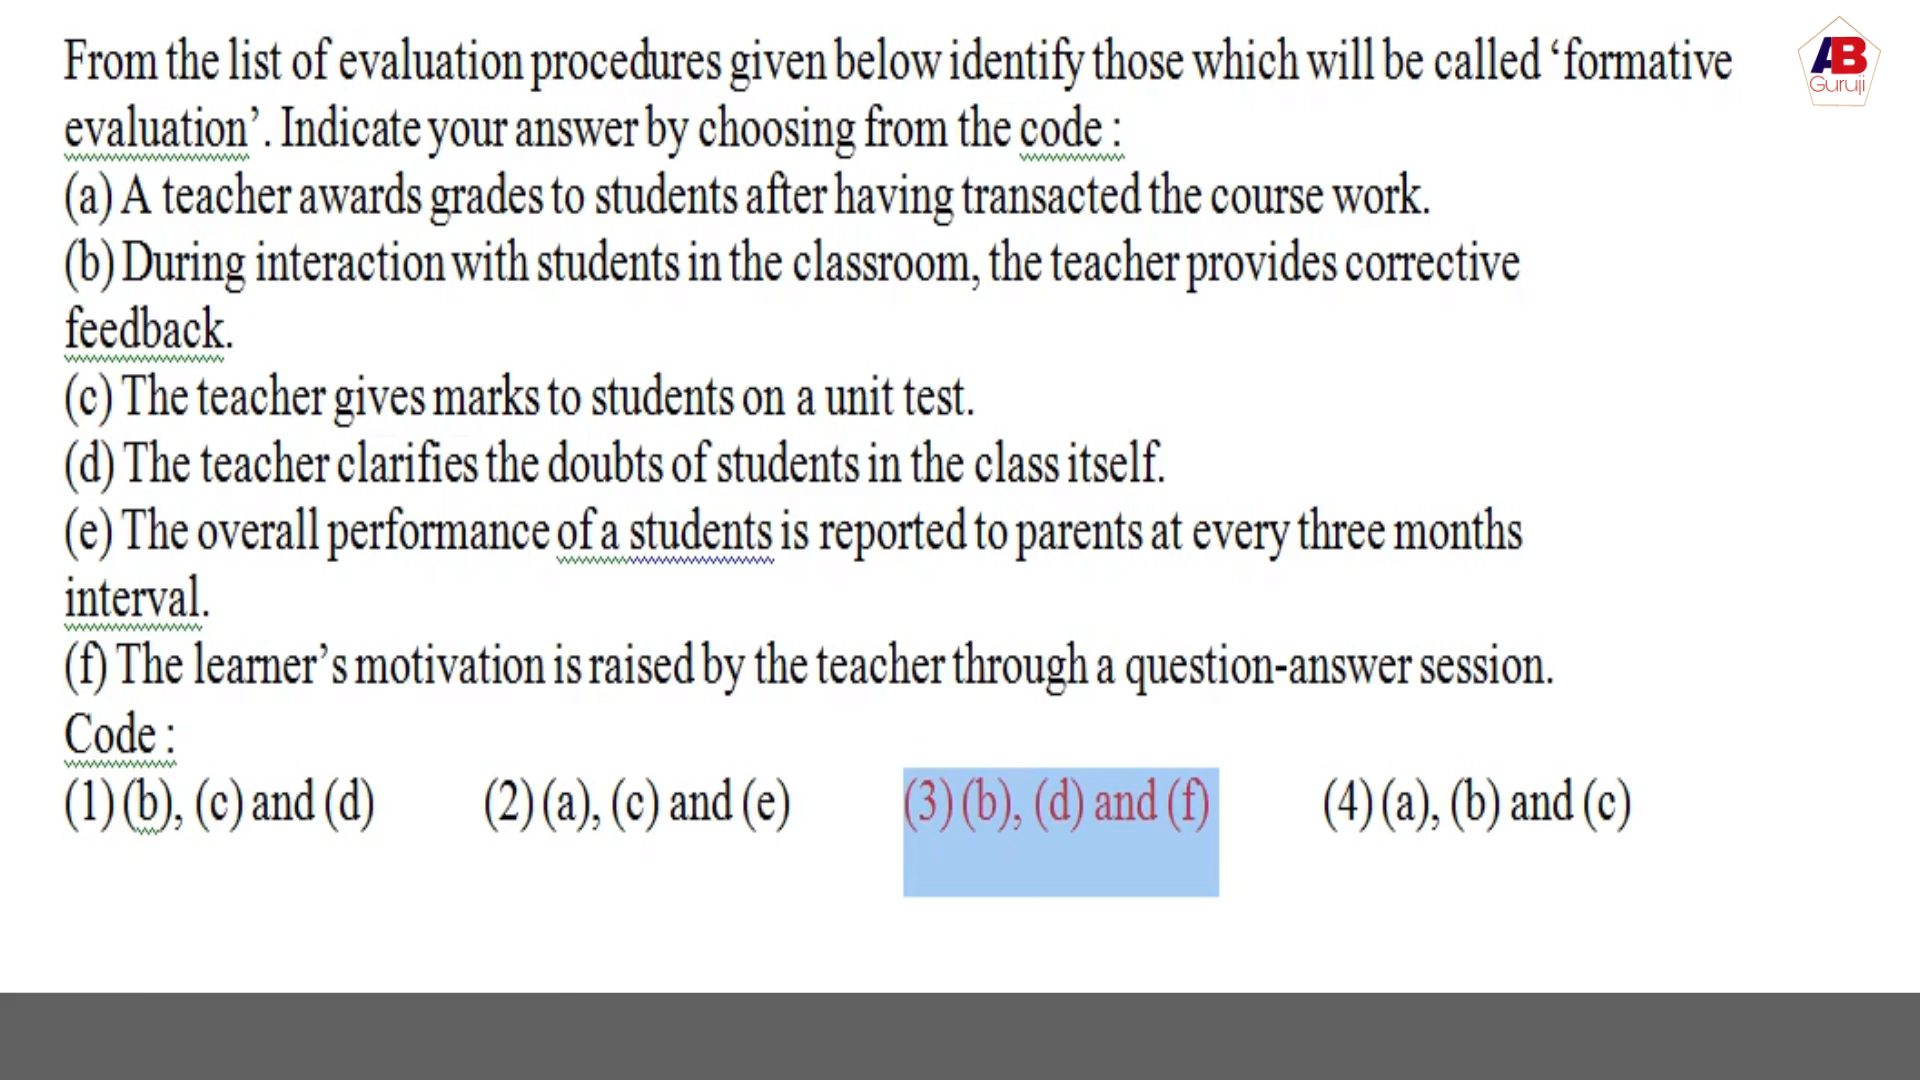 From the list of evaluation procedures given below identify those which will be called ‘formative
evaluation’. Indicate your answer by choosing from the code :
(a) A teacher awards grades to students after having transacted the course work.
(b) During interaction with students in the classroom, the teacher provides corrective
feedback.
(c) The teacher gives marks to students on a unit test.
(d) The teacher clarifies the doubts of students in the class itself.
(e) The overall performance of a students is reported to parents at every three months
interval.
(f) The learner’s motivation is raised by the teacher through a question-answer session.
Code :
(1) (b), (c) and (d) (2) (a), (c) and (e) (3) (b), (d) and (f) (4) (a), (b) and (c)
AB
Guruji